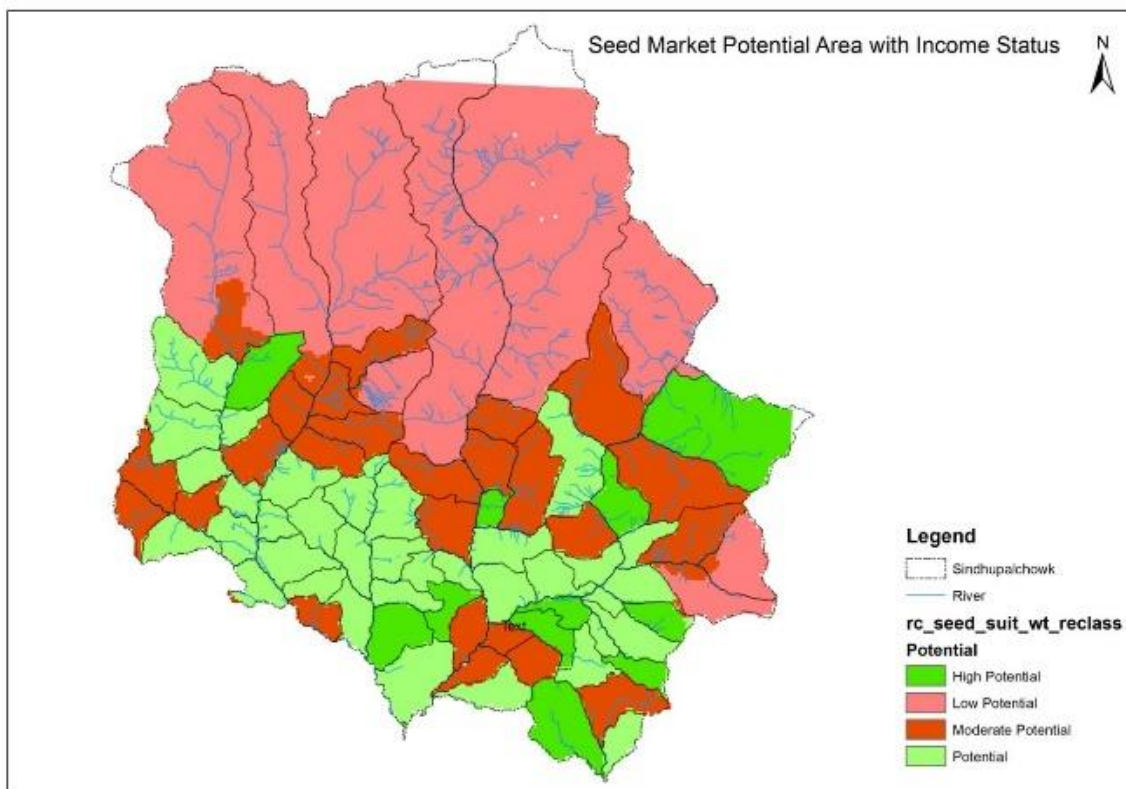 Seed Market Potential Area with Income Status
N
Text
Legend
Sindhupalchowk
River
rc_seed_suit_wt_reclass
Potential
High Potential
Low Potential
Moderate Potential
Potential